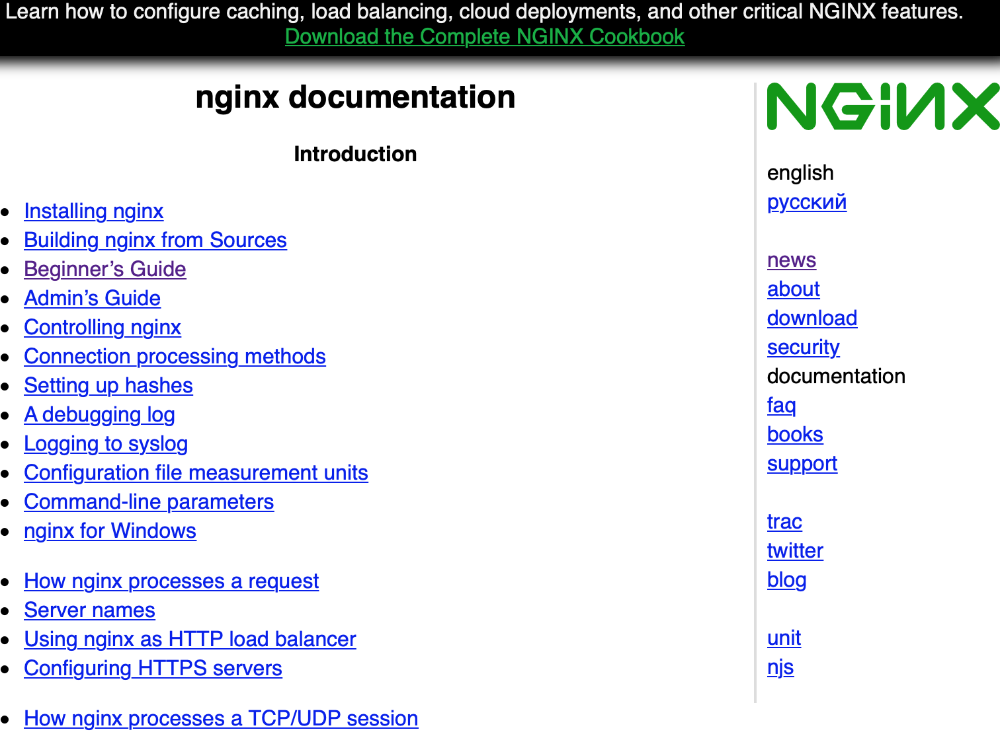 Learn how to configure caching, load balancing, cloud deployments, and other critical NGINX features.
Download the Complete NGINX Cookbook
nginx documentation
Introduction
Installing nginx
Building nginx from Sources
Beginner’s Guide
Admin’s Guide
Controlling nginx
Connection processing methods
Setting up hashes
A debugging log
Logging to syslog
Configuration file measurement units
Command-line parameters
nginx for Windows
How nginx processes a request
Server names
Using nginx as HTTP load balancer
Configuring HTTPS servers
How nginx processes a TCP/UDP session
NGINX
english
русский
news
about
download
security
documentation
faq
books
support
trac
twitter
blog
unit
njs